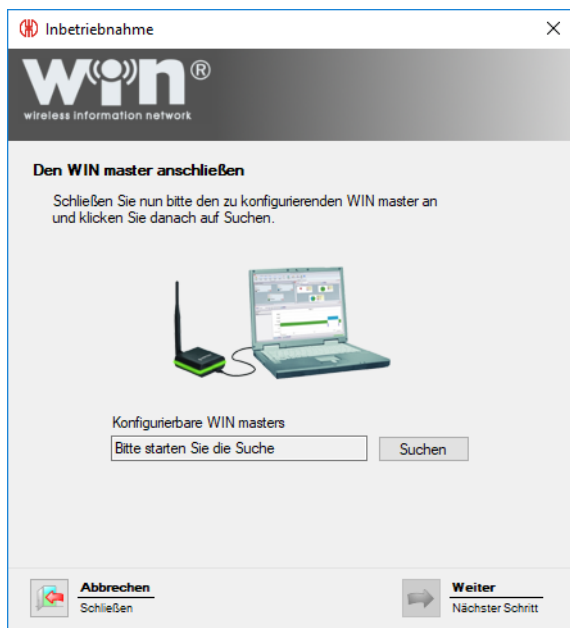 Inbetriebnahme
WIN®
wireless information network
Den WIN master anschließen
Schließen Sie nun bitte den zu konfigurierenden WIN master an
und klicken Sie danach auf Suchen.
Konfigurierbare WIN masters
Bitte starten Sie die Suche
Suchen
Abbrechen
Schließen
Weiter
Nächster Schritt